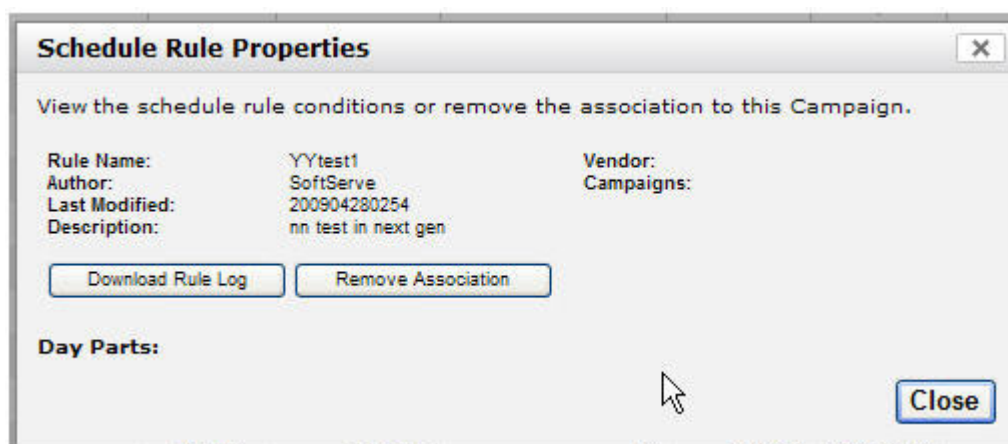 Schedule Rule Properties
View the schedule rule conditions or remove the association to this Campaign.
Rule Name: YYtest1 Vendor:
Author: SoftServe Campaigns:
Last Modified: 200904280254
Description: nn test in next gen
Download Rule Log Remove Association
Day Parts:
Close